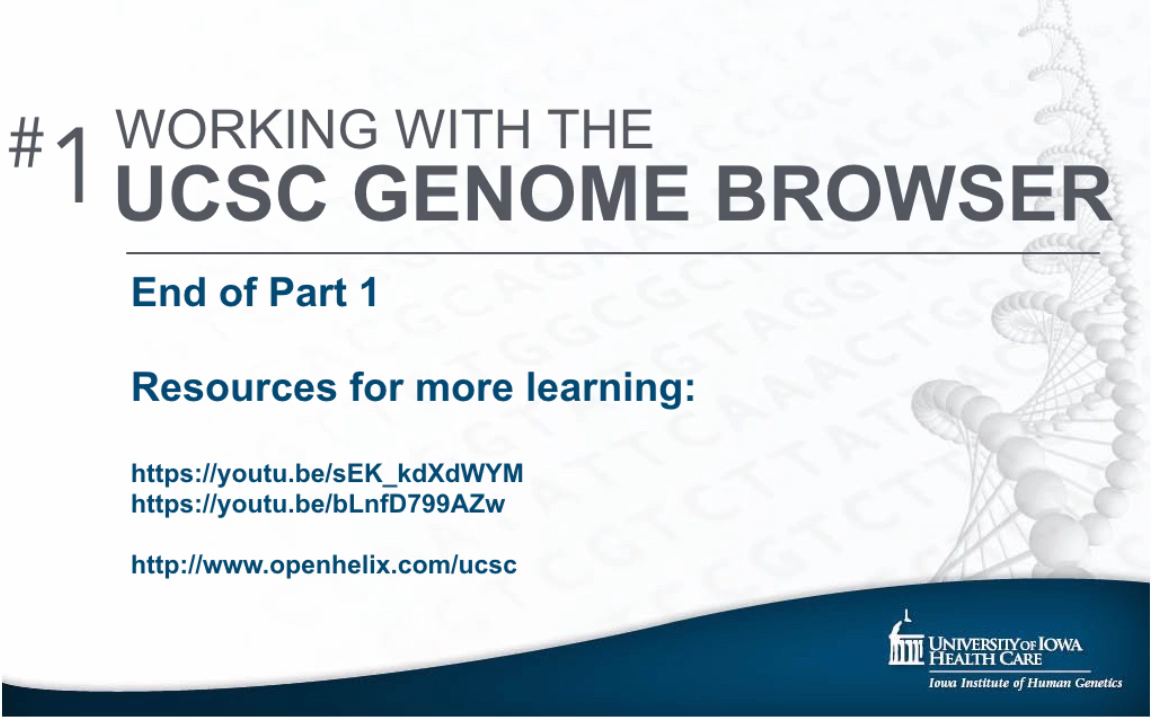 #1 WORKING WITH THE
UCSC GENOME BROWSER
End of Part 1
Resources for more learning:
https://youtu.be/sEK_kdXdWYM
https://youtu.be/bLnfD799AZw
http://www.openhelix.com/ucsc
UNIVERSITY OF IOWA
HEALTH CARE
Iowa Institute of Human Genetics